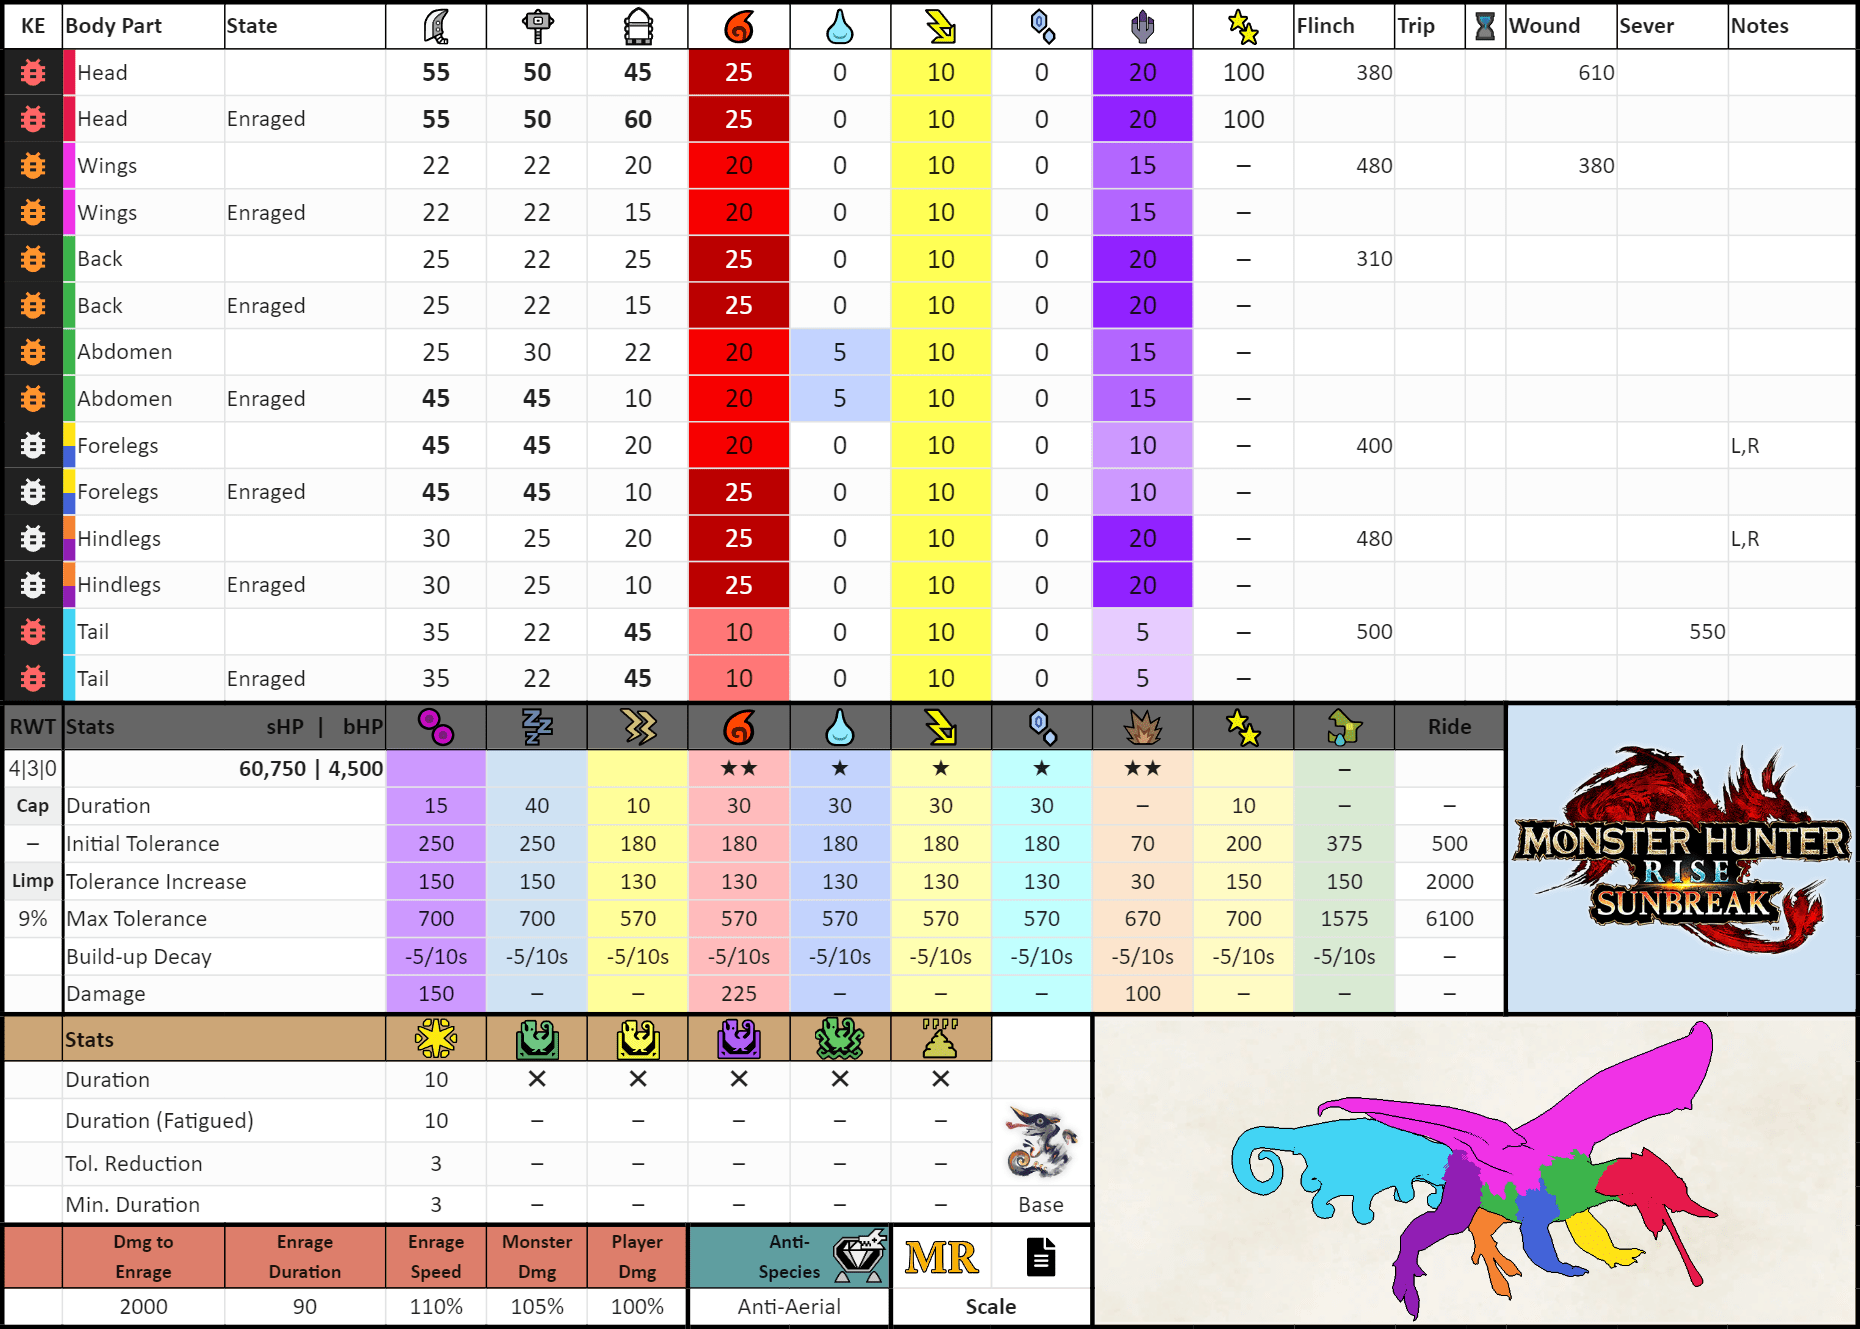 KE Body Part State Flinch Trip Wound Sever Notes
Head 55 50 45 25 0 10 0 20 100 380 610
Head Enraged 55 50 60 25 0 10 0 20 100
Wings 22 22 20 20 0 10 0 15 – 480 380
Wings Enraged 22 22 15 20 0 10 0 15 –
Back 25 22 25 25 0 10 0 20 – 310
Back Enraged 25 22 15 25 0 10 0 20 –
Abdomen 25 30 22 20 5 10 0 15 –
Abdomen Enraged 45 45 10 20 5 10 0 15 –
Forelegs 45 45 20 20 0 10 0 10 – 400 L,R
Forelegs Enraged 45 45 10 25 0 10 0 10 –
Hindlegs 30 25 20 25 0 10 0 20 – 480 L,R
Hindlegs Enraged 30 25 10 25 0 10 0 20 –
Tail 35 22 45 10 0 10 0 5 – 500 550
Tail Enraged 35 22 45 10 0 10 0 5 –
RWT Stats sHP | bHP Ride
4|3|0 60,750 | 4,500 ★★ ★ ★ ★ ★★ –
Cap Duration 15 40 10 30 30 30 30 – 10 – –
– Initial Tolerance 250 250 180 180 180 180 180 70 200 375 500
Limp Tolerance Increase 150 150 130 130 130 130 130 30 150 150 2000
9% Max Tolerance 700 700 570 570 570 570 570 670 700 1575 6100
Build-up Decay -5/10s -5/10s -5/10s -5/10s -5/10s -5/10s -5/10s -5/10s -5/10s -5/10s –
Damage 150 – – 225 – – – 100 – – –
MONSTER HUNTER
RISE
SUNBREAK
™
Stats
Duration 10 ✕ ✕ ✕ ✕ ✕
Duration (Fatigued) 10 – – – – –
Tol. Reduction 3 – – – – –
Min. Duration 3 – – – – – Base
Dmg to Enrage Enrage Monster Player Anti-
Enrage Duration Speed Dmg Dmg Species MR
2000 90 110% 105% 100% Anti-Aerial Scale